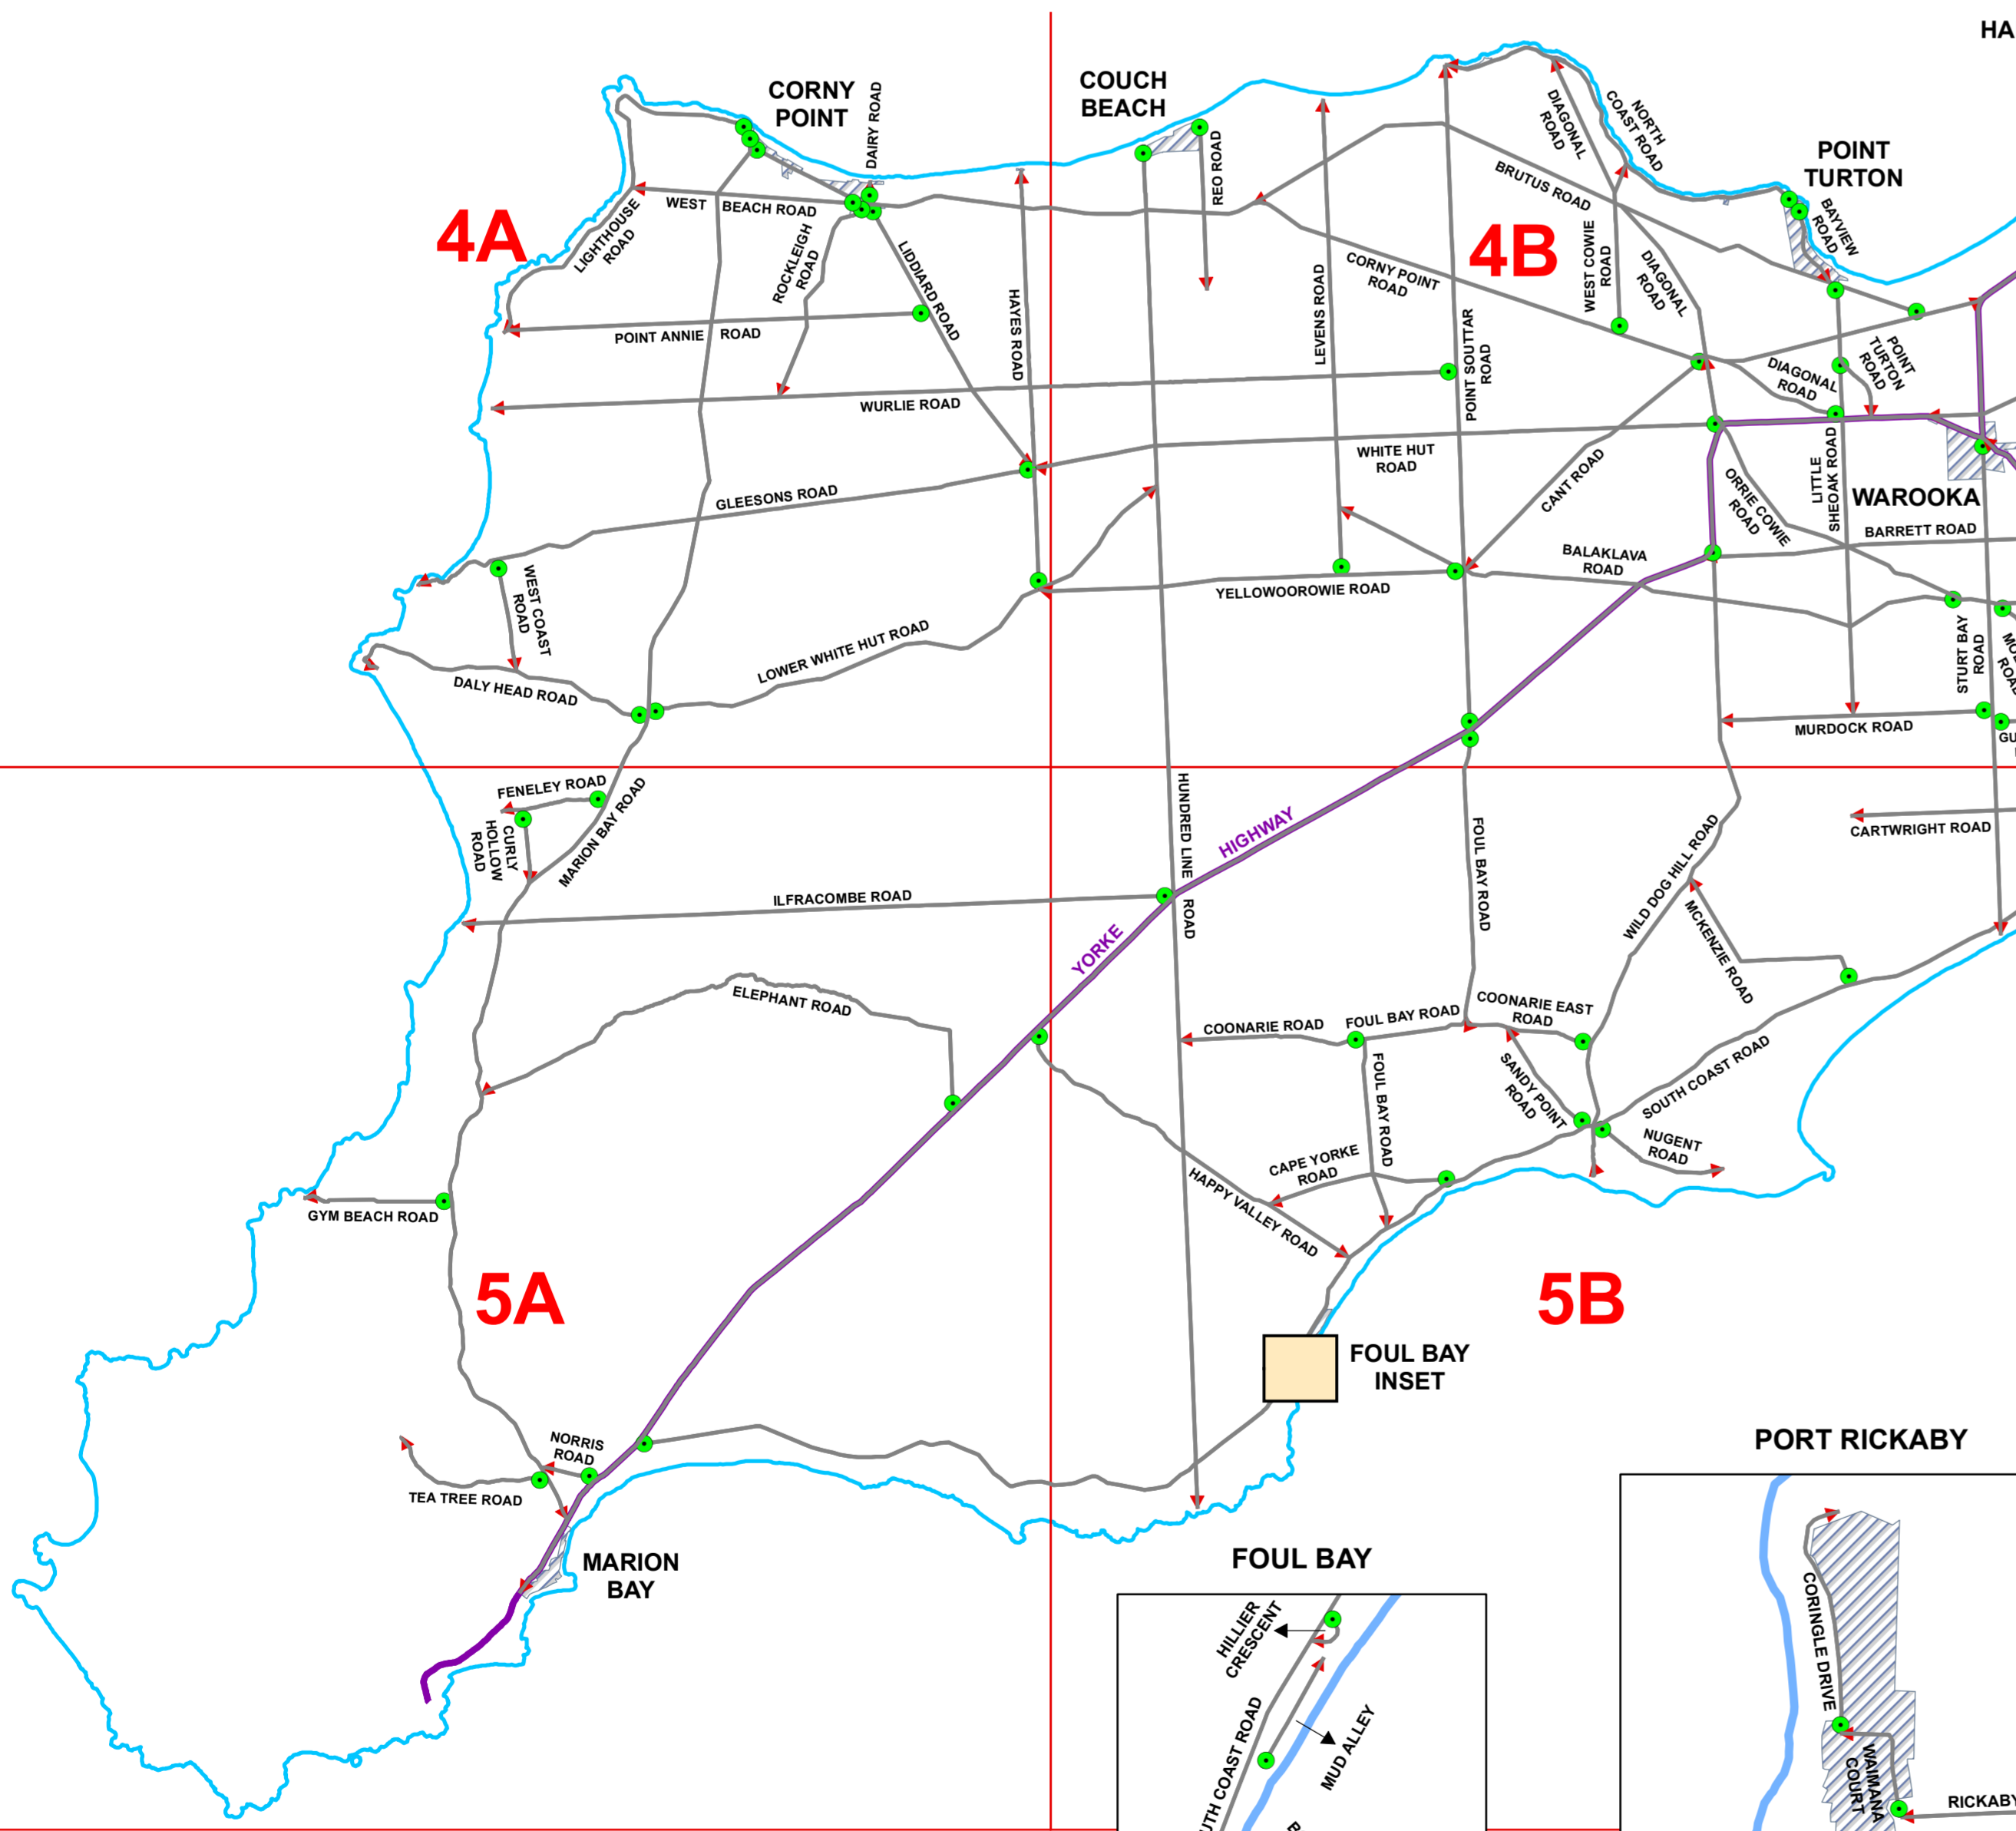 HA
CORNY
POINT
DAIRY ROAD
COUCH
BEACH
REO ROAD
DIAGONAL
ROAD
NORTH
COAST ROAD
POINT
TURTON
BRUTUS ROAD
BAYVIEW
ROAD
4A
LIGHTHOUSE
ROAD
WEST BEACH ROAD
ROCKLEIGH
ROAD
LIDDIARD ROAD
HAYES ROAD
LEVENS ROAD
CORNY POINT
ROAD
4B
WEST COWIE
ROAD
DIAGONAL
ROAD
POINT ANNIE ROAD
POINT SOUTTAR
ROAD
POINT
TURTON
ROAD
DIAGONAL
ROAD
WURLIE ROAD
WHITE HUT
ROAD
GLEESONS ROAD
CANT ROAD
ORRIE COWIE
ROAD
LITTLE
SHEOAK ROAD
WAROOKA
BARRETT ROAD
WEST COAST
ROAD
BALAKLAVA
ROAD
YELLOWOOROWIE ROAD
LOWER WHITE HUT ROAD
STURT BAY
ROAD
ROAD
DALY HEAD ROAD
MURDOCK ROAD
GU
FENELEY ROAD
CURLY
HOLLOW
ROAD
MARION BAY ROAD
HUNDRED LINE ROAD
YORKE HIGHWAY
FOUL BAY ROAD
WILD DOG HILL ROAD
CARTWRIGHT ROAD
ILFRACOMBE ROAD
MCKENZIE ROAD
ELEPHANT ROAD
COONARIE ROAD
FOUL BAY ROAD
COONARIE EAST
ROAD
FOUL BAY ROAD
SANDY POINT
ROAD
SOUTH COAST ROAD
NUGENT
ROAD
CAPE YORKE
ROAD
HAPPY VALLEY ROAD
GYM BEACH ROAD
5A
5B
FOUL BAY
INSET
NORRIS
ROAD
TEA TREE ROAD
MARION
BAY
FOUL BAY
HILLIER
CRESCENT
UTH COAST ROAD
MUD ALLEY
PORT RICKABY
CORINGLE DRIVE
WAIMANA
COURT
RICKABY